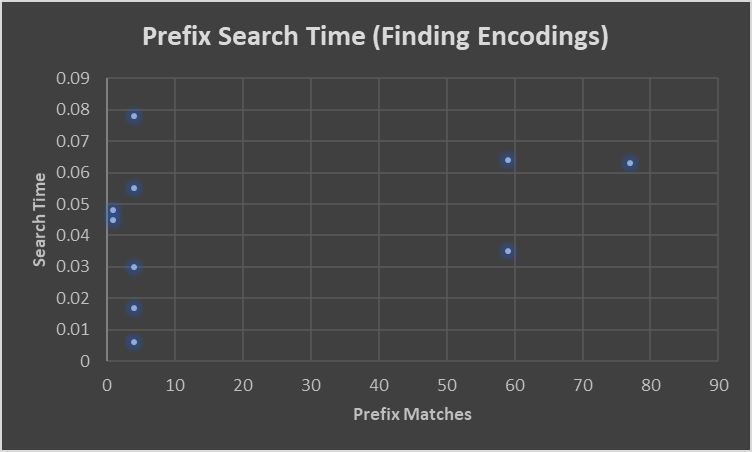 Prefix Search Time (Finding Encodings)
0.09
0.08
0.07
0.06
0.05
0.04
0.03
0.02
0.01
0
Search Time
0 10 20 30 40 50 60 70 80 90
Prefix Matches